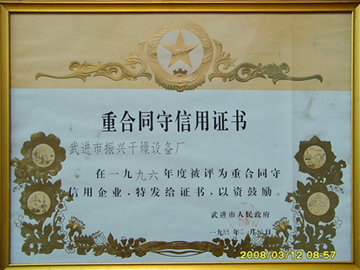 重合同守信用证书
武进市振兴干燥设备厂
在一九九六年度被评为重合同守
信用企业，特发给证书，以资鼓励。
武进市人民政府
2008/03/12 08:57